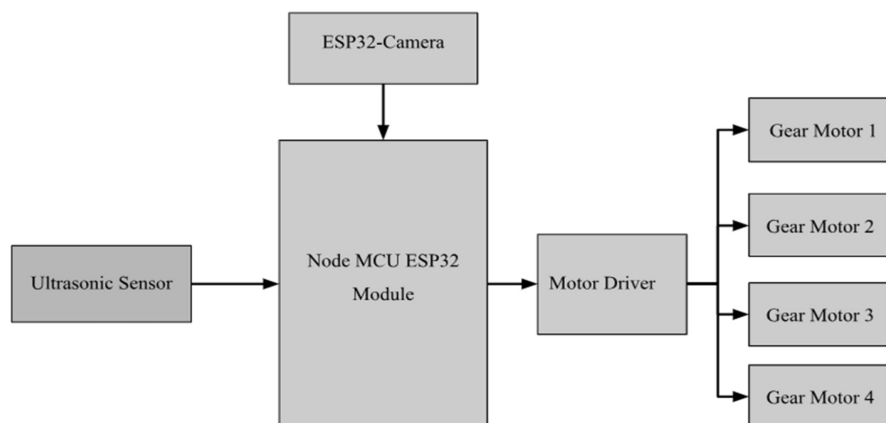 ESP32-Camera
Gear Motor 1
Gear Motor 2
Node MCU ESP32
Module
Ultrasonic Sensor
Motor Driver
Gear Motor 3
Gear Motor 4